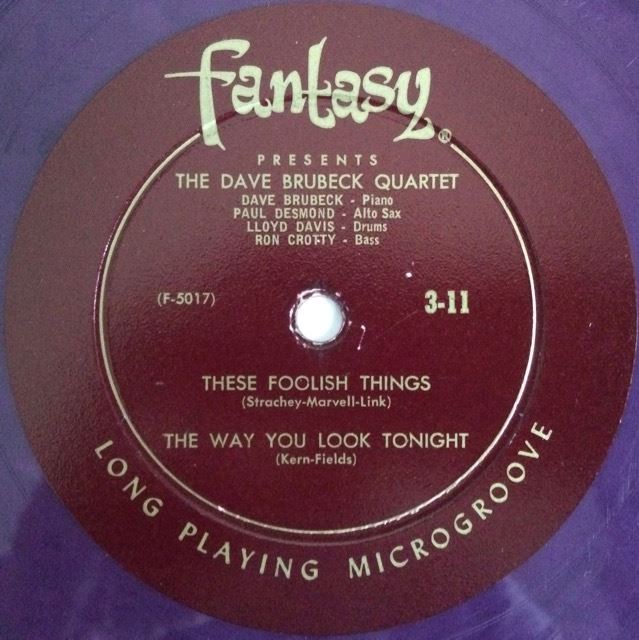 fantasy®
PRESENTS
THE DAVE BRUBECK QUARTET
DAVE BRUBECK - Piano
PAUL DESMOND - Alto Sax
LLOYD DAVIS - Drums
RON CROTTY - Bass
(F-5017)
3-11
THESE FOOLISH THINGS
(Strachey-Marvell-Link)
THE WAY YOU LOOK TONIGHT
(Kern-Fields)
LONG PLAYING MICROGROOVE